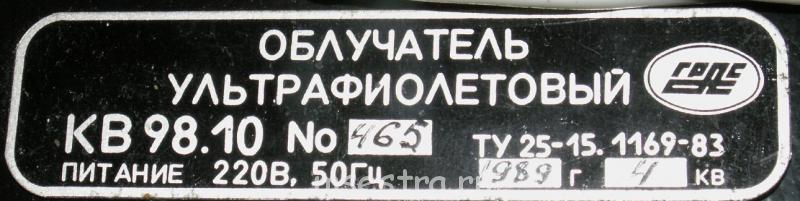 ОБЛУЧАТЕЛЬ
УЛЬТРАФИОЛЕТОВЫЙ
КВ 98.10 No 465 ТУ 25-15.1169-83
ПИТАНИЕ 220В, 50Гц 1989 г 4 КВ